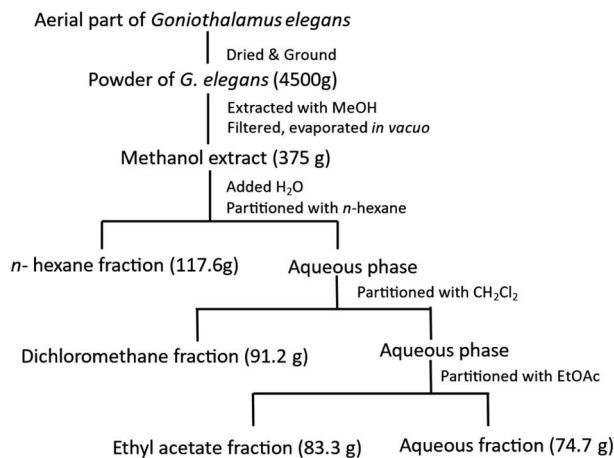 Aerial part of Goniothalamus elegans
Dried & Ground
Powder of G. elegans (4500g)
Extracted with MeOH
Filtered, evaporated in vacuo
Methanol extract (375 g)
Added H₂O
Partitioned with n-hexane
n- hexane fraction (117.6g)
Aqueous phase
Partitioned with CH₂Cl₂
Dichloromethane fraction (91.2 g)
Aqueous phase
Partitioned with EtOAc
Ethyl acetate fraction (83.3 g)
Aqueous fraction (74.7 g)